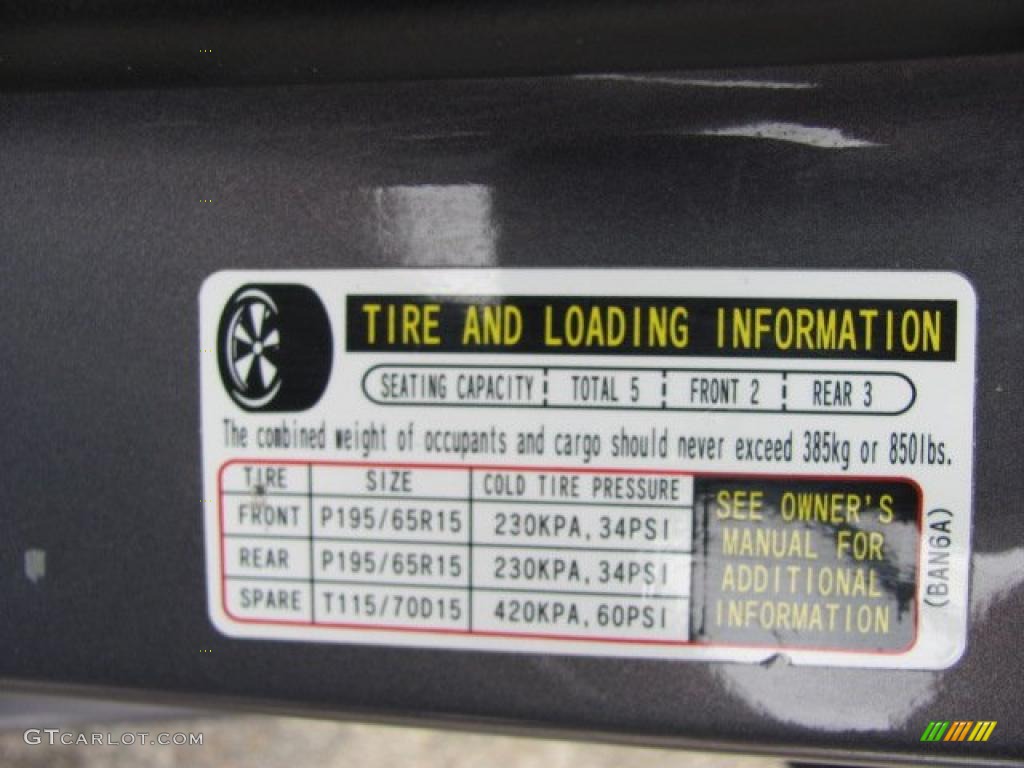 TIRE AND LOADING INFORMATION
SEATING CAPACITY TOTAL 5 FRONT 2 REAR 3
The combined weight of occupants and cargo should never exceed 385kg or 850lbs.
TIRE SIZE COLD TIRE PRESSURE
FRONT P195/65R15 230KPA, 34PSI
REAR P195/65R15 230KPA, 34PSI
SPARE T115/70D15 420KPA, 60PSI
SEE OWNER'S
MANUAL FOR
ADDITIONAL
INFORMATION
(BAN6A)
GTCARLOT.COM